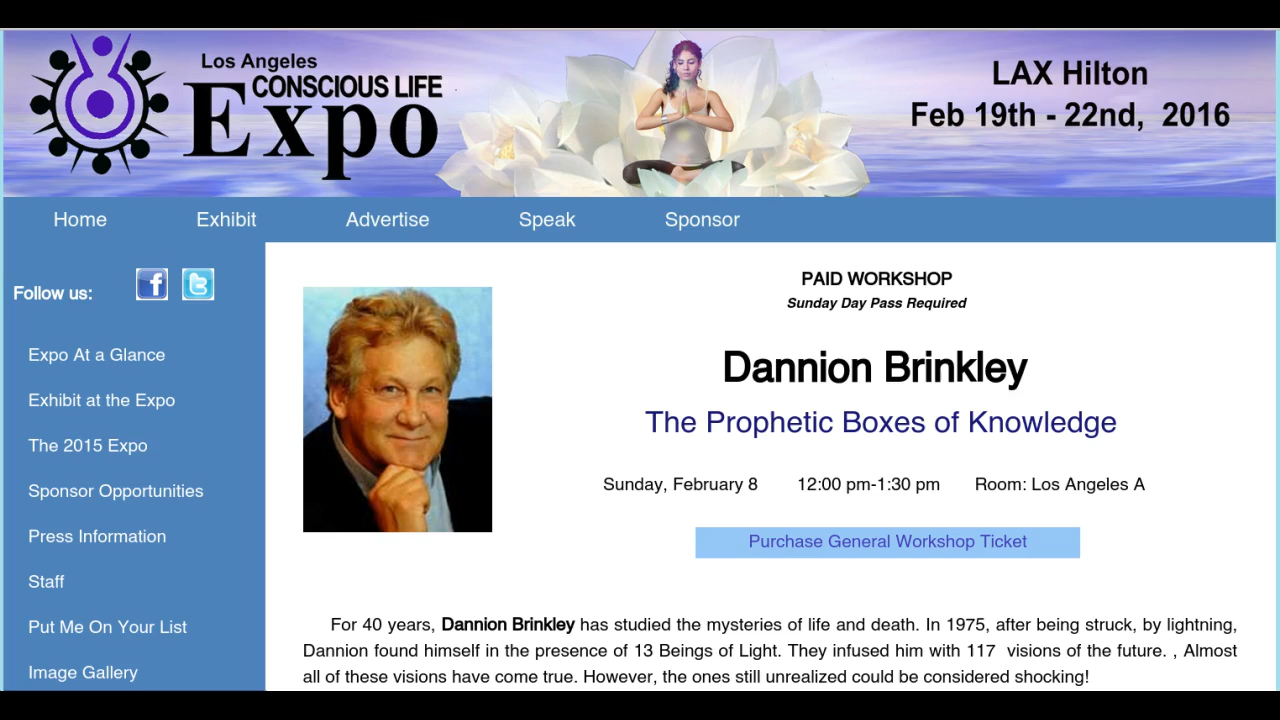 Los Angeles
CONSCIOUS LIFE
Expo
LAX Hilton
Feb 19th - 22nd, 2016
Home Exhibit Advertise Speak Sponsor
Follow us:
Expo At a Glance
Exhibit at the Expo
The 2015 Expo
Sponsor Opportunities
Press Information
Staff
Put Me On Your List
Image Gallery
PAID WORKSHOP
Sunday Day Pass Required
Dannion Brinkley
The Prophetic Boxes of Knowledge
Sunday, February 8 12:00 pm-1:30 pm Room: Los Angeles A
Purchase General Workshop Ticket
For 40 years, Dannion Brinkley has studied the mysteries of life and death. In 1975, after being struck, by lightning,
Dannion found himself in the presence of 13 Beings of Light. They infused him with 117 visions of the future. , Almost
all of these visions have come true. However, the ones still unrealized could be considered shocking!